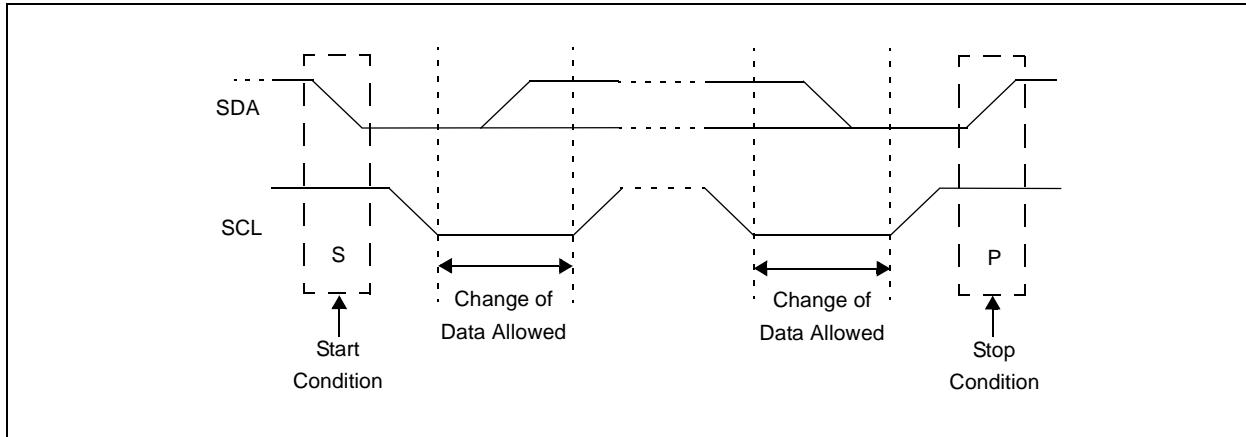 SDA
SCL
S
P
Change of
Data Allowed
Change of
Data Allowed
Start
Condition
Stop
Condition